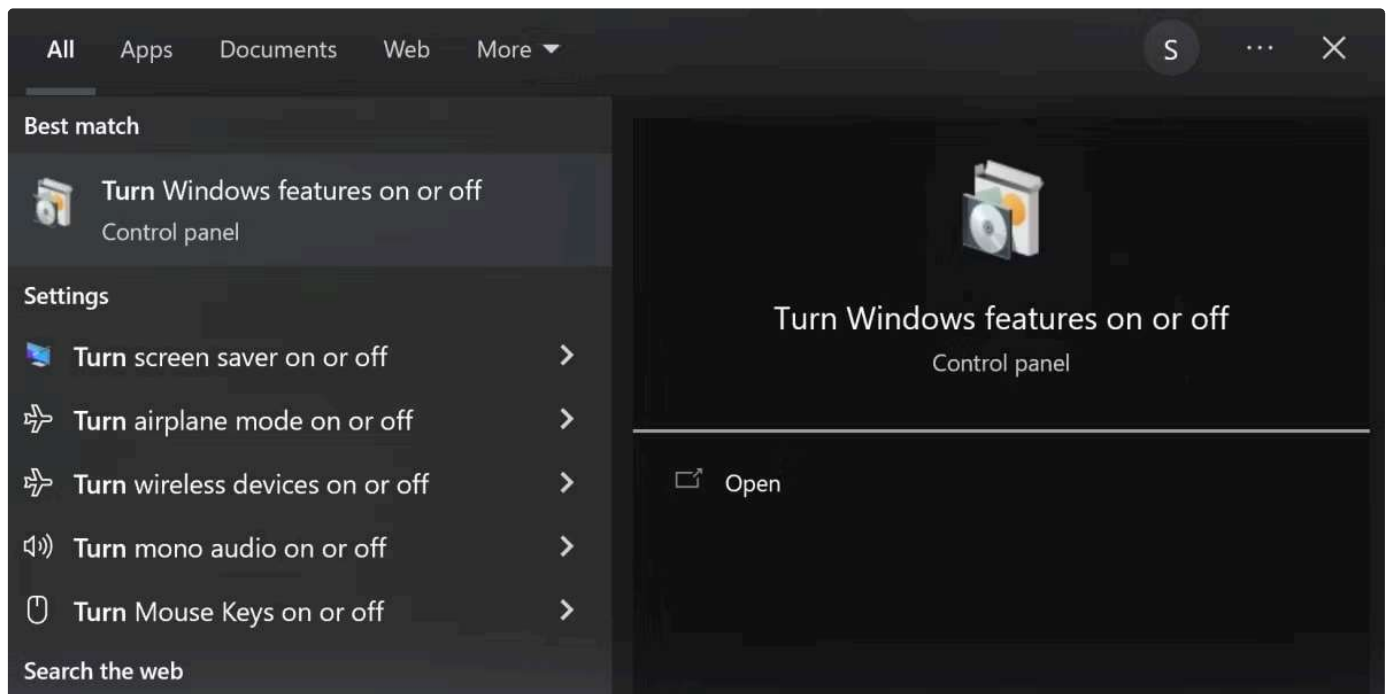 All Apps Documents Web More S ...
Best match
Turn Windows features on or off
Control panel
Settings
Turn screen saver on or off
Turn airplane mode on or off
Turn wireless devices on or off
Turn mono audio on or off
Turn Mouse Keys on or off
Search the web
Turn Windows features on or off
Control panel
Open